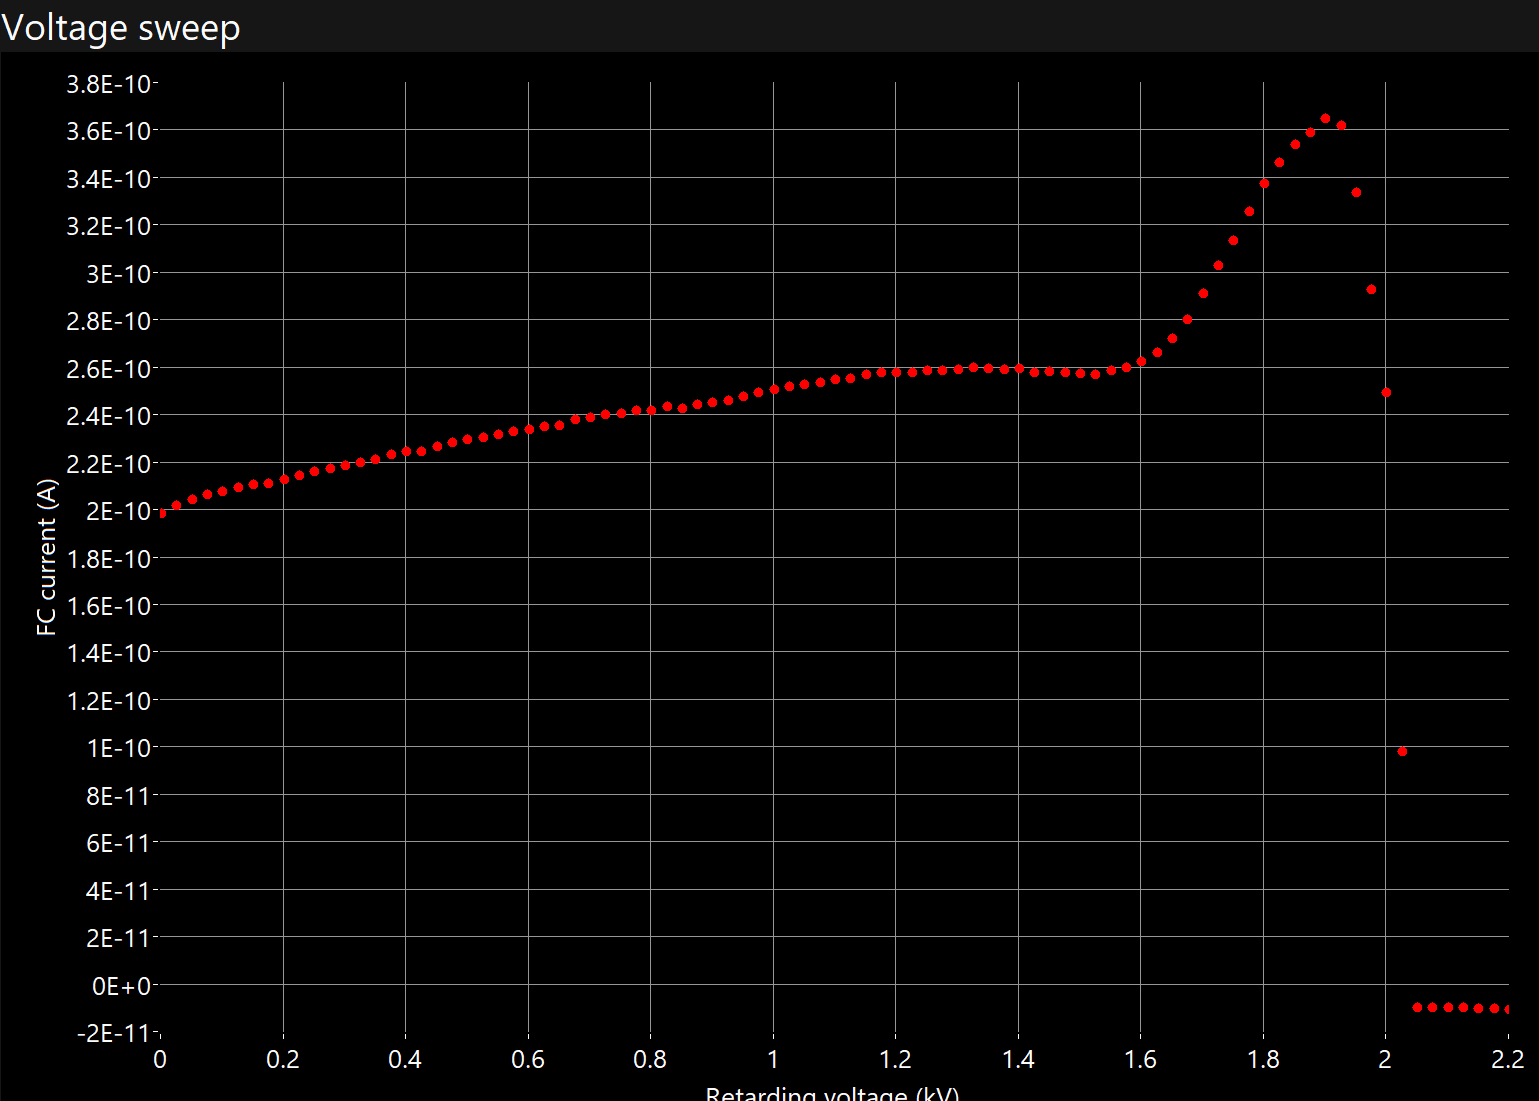 Voltage sweep
3.8E-10
3.6E-10
3.4E-10
3.2E-10
3E-10
2.8E-10
2.6E-10
2.4E-10
2.2E-10
2E-10
1.8E-10
1.6E-10
1.4E-10
1.2E-10
1E-10
8E-11
6E-11
4E-11
2E-11
0E+0
-2E-11
FC current (A)
0 0.2 0.4 0.6 0.8 1 1.2 1.4 1.6 1.8 2 2.2
Retarding voltage (kV)